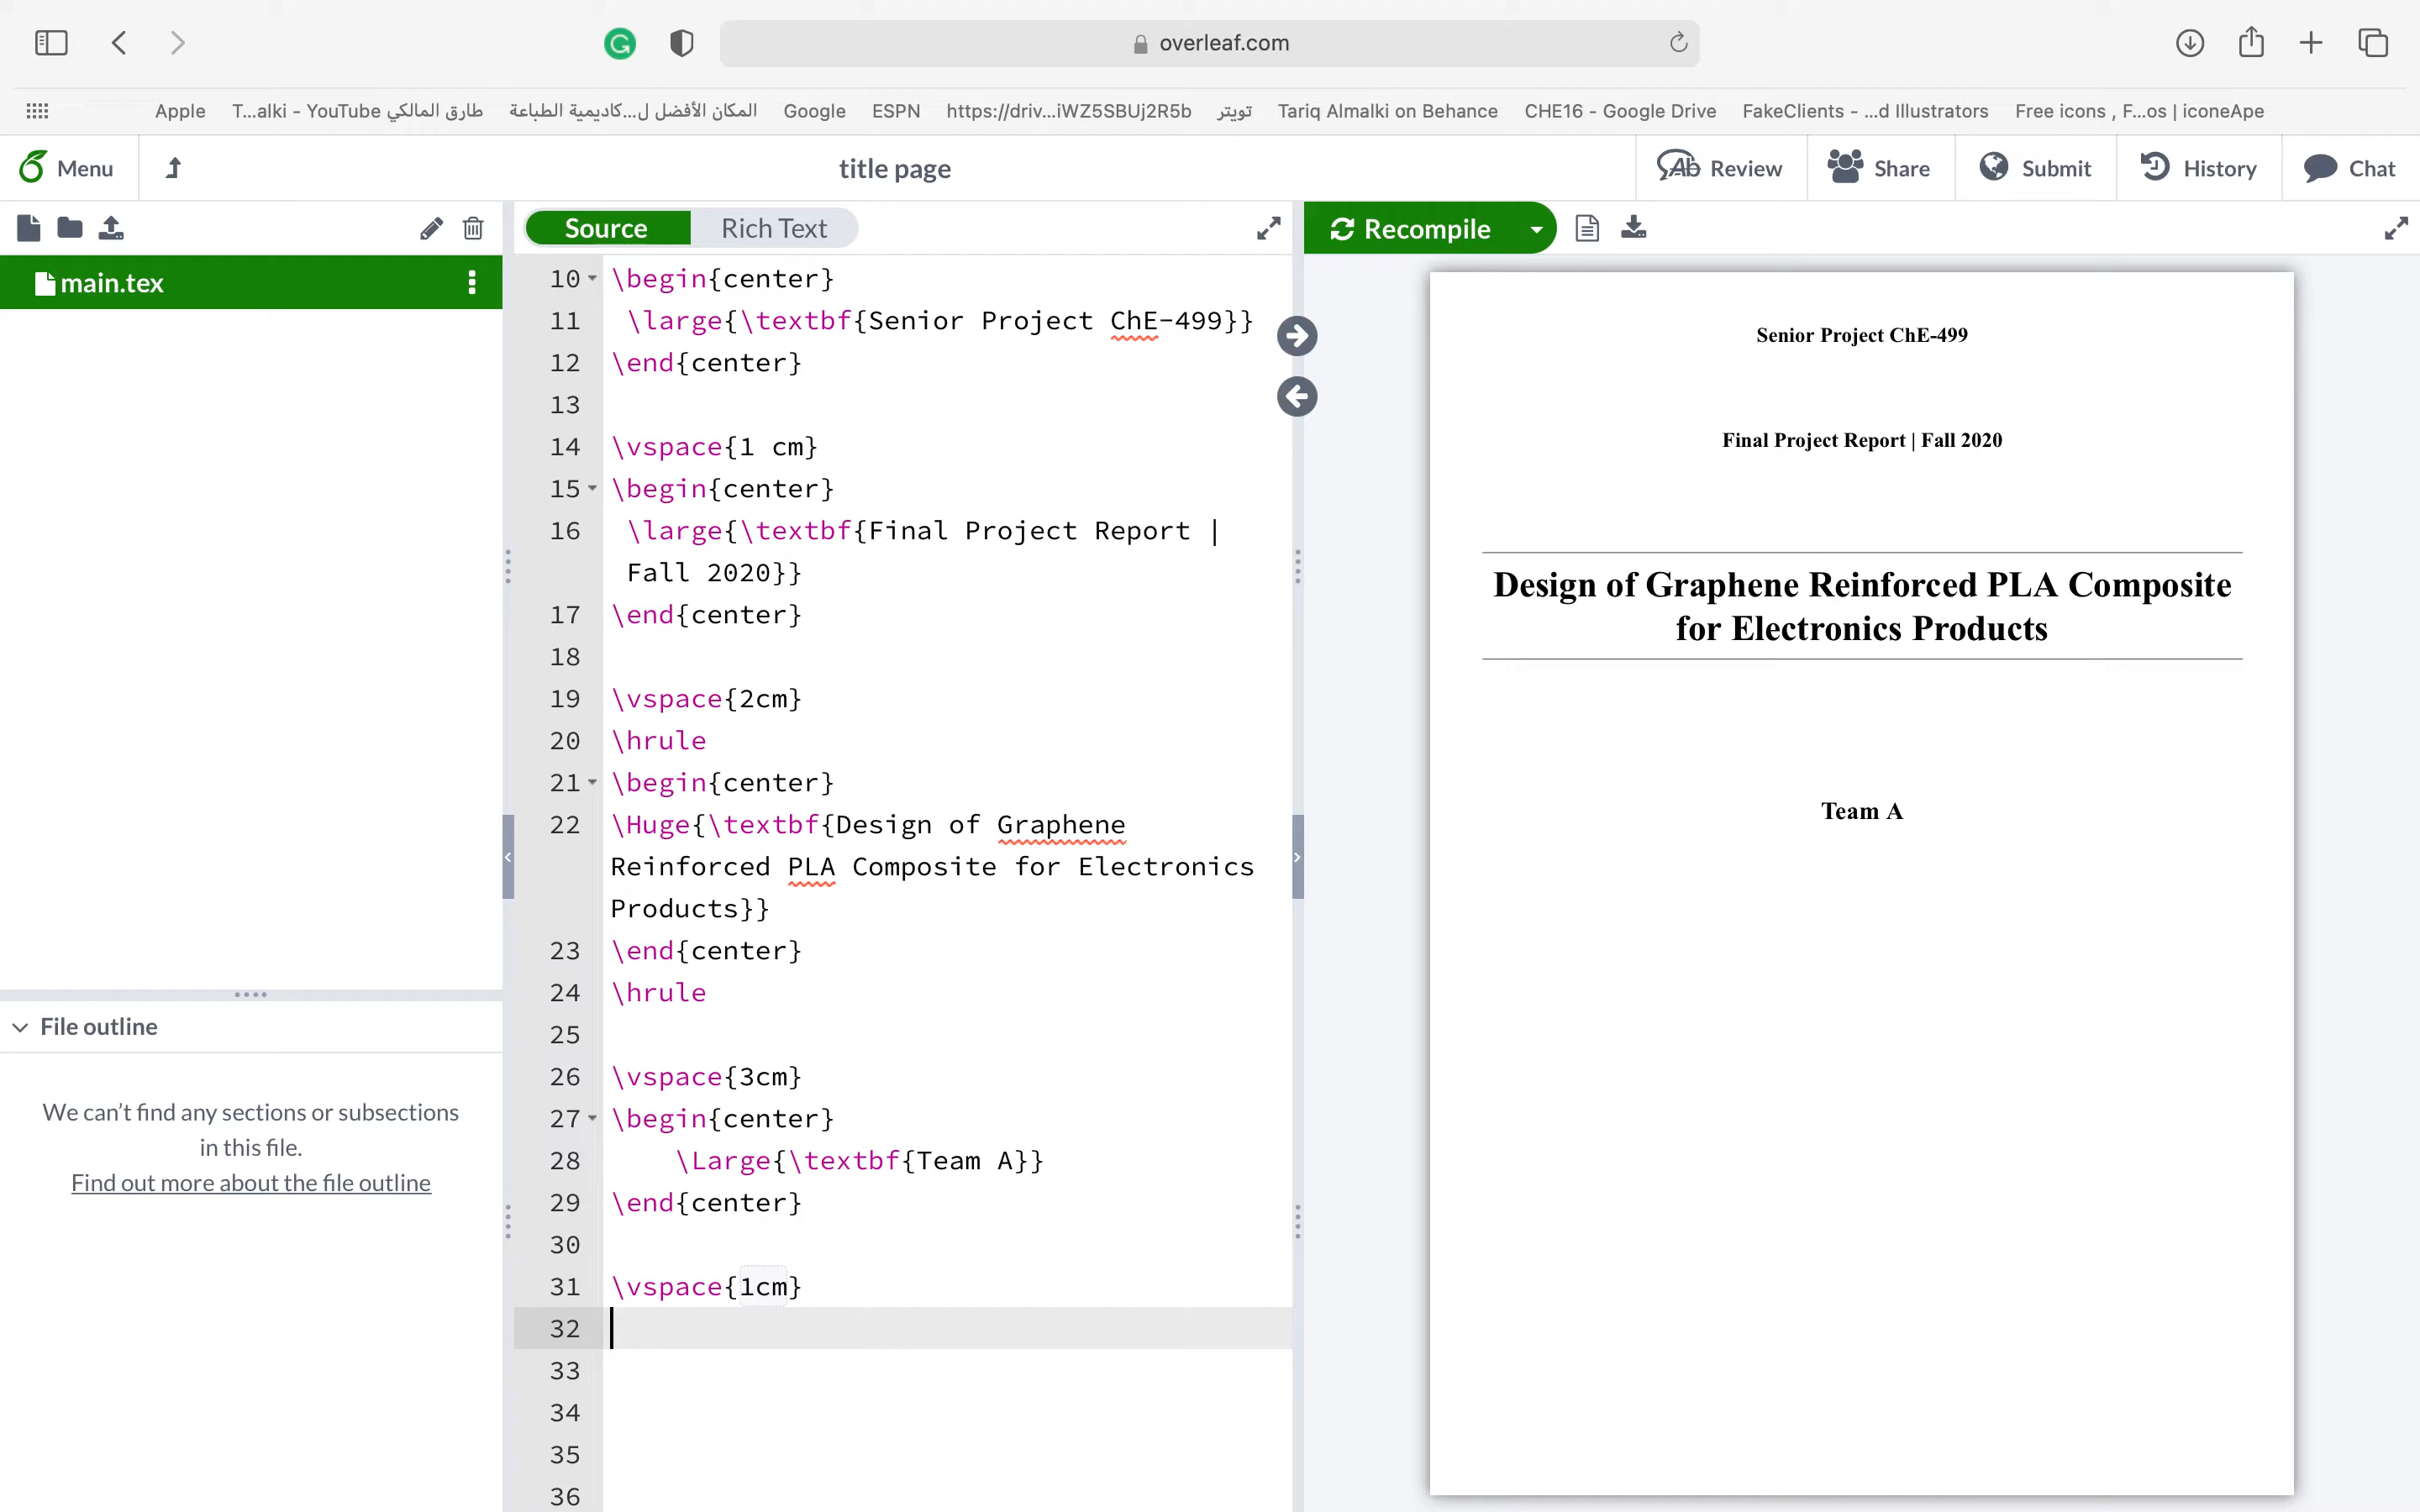 overleaf.com
Apple
T...alki - YouTube طارق المالكي
المكان الأفضل ل...كاديمية الطباعة
Google
ESPN
https://driv...iWZ5SBUj2R5b
تويتر
Tariq Almalki on Behance
CHE16 - Google Drive
FakeClients - ...d Illustrators
Free icons , F...os | iconeApe
Menu
title page
Review
Share
Submit
History
Chat
Source
Rich Text
Recompile
main.tex
File outline
We can't find any sections or subsections
in this file.
Find out more about the file outline
10 \begin{center}
11 \large{\textbf{Senior Project ChE-499}}
12 \end{center}
13
14 \vspace{1 cm}
15 \begin{center}
16 \large{\textbf{Final Project Report |
Fall 2020}}
17 \end{center}
18
19 \vspace{2cm}
20 \hrule
21 \begin{center}
22 \Huge{\textbf{Design of Graphene
Reinforced PLA Composite for Electronics
Products}}
23 \end{center}
24 \hrule
25
26 \vspace{3cm}
27 \begin{center}
28 \Large{\textbf{Team A}}
29 \end{center}
30
31 \vspace{1cm}
32
33
34
35
36
Senior Project ChE-499
Final Project Report | Fall 2020
Design of Graphene Reinforced PLA Composite
for Electronics Products
Team A